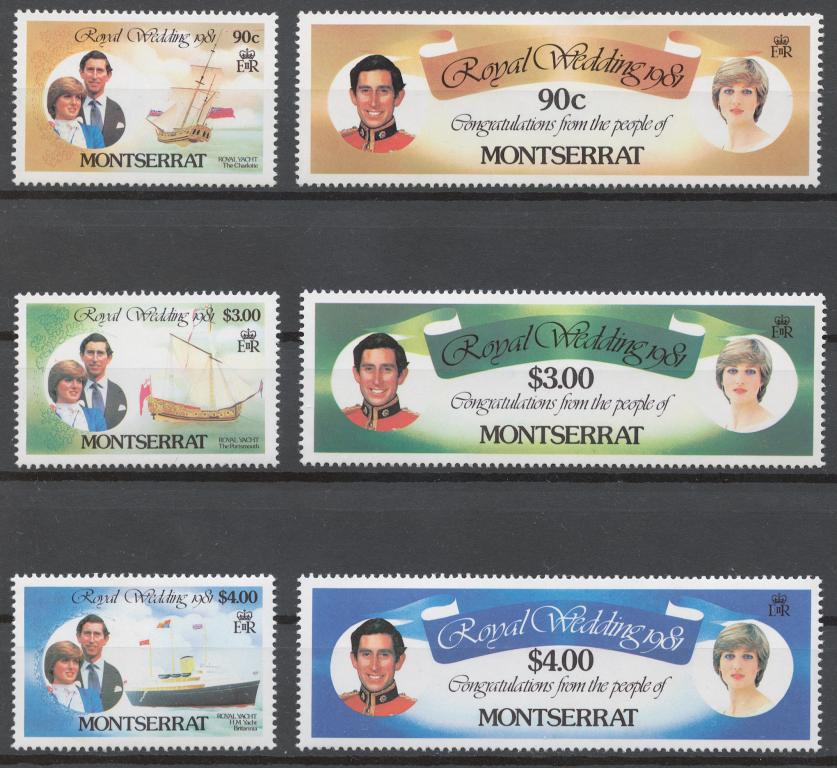 Royal Wedding 1981 90c
EIIR
MONTSERRAT
ROYAL YACHT
The Charlotte
Royal Wedding 1981
EIIR
90c
Congratulations from the people of
MONTSERRAT
Royal Wedding 1981 $3.00
EIIR
MONTSERRAT
ROYAL YACHT
The Portsmouth
Royal Wedding 1981
EIIR
$3.00
Congratulations from the people of
MONTSERRAT
Royal Wedding 1981 $4.00
EIIR
MONTSERRAT
ROYAL YACHT
H.M. Yacht
Britannia
Royal Wedding 1981
EIIR
$4.00
Congratulations from the people of
MONTSERRAT